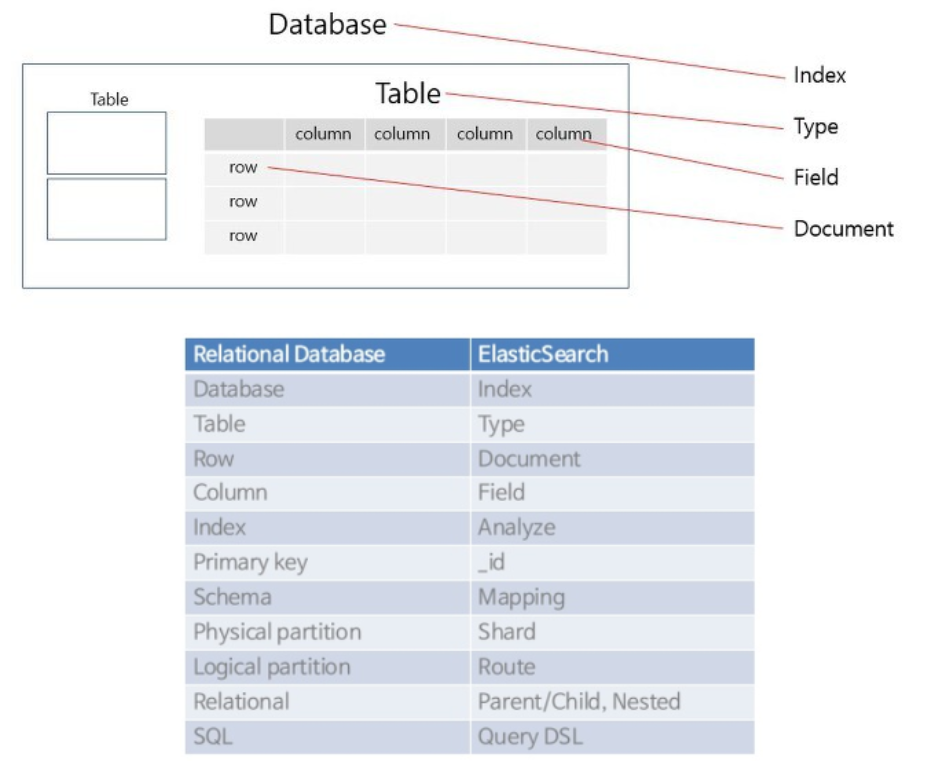 Database
Index
Table
Table
Type
column column column column
Field
row
Document
row
row
Relational Database ElasticSearch
Database Index
Table Type
Row Document
Column Field
Index Analyze
Primary key _id
Schema Mapping
Physical partition Shard
Logical partition Route
Relational Parent/Child, Nested
SQL Query DSL